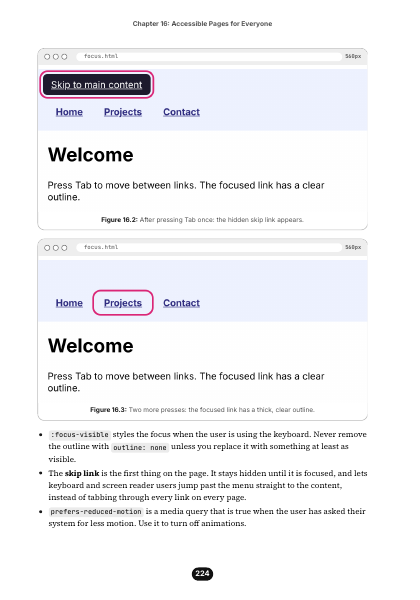 Chapter 16: Accessible Pages for Everyone
focus.html
560px
Skip to main content
Home Projects Contact
Welcome
Press Tab to move between links. The focused link has a clear
outline.
Figure 16.2: After pressing Tab once: the hidden skip link appears.
focus.html
560px
Home Projects Contact
Welcome
Press Tab to move between links. The focused link has a clear
outline.
Figure 16.3: Two more presses: the focused link has a thick, clear outline.
• :focus-visible styles the focus when the user is using the keyboard. Never remove
the outline with outline: none unless you replace it with something at least as
visible.
• The skip link is the first thing on the page. It stays hidden until it is focused, and lets
keyboard and screen reader users jump past the menu straight to the content,
instead of tabbing through every link on every page.
• prefers-reduced-motion is a media query that is true when the user has asked their
system for less motion. Use it to turn off animations.
224